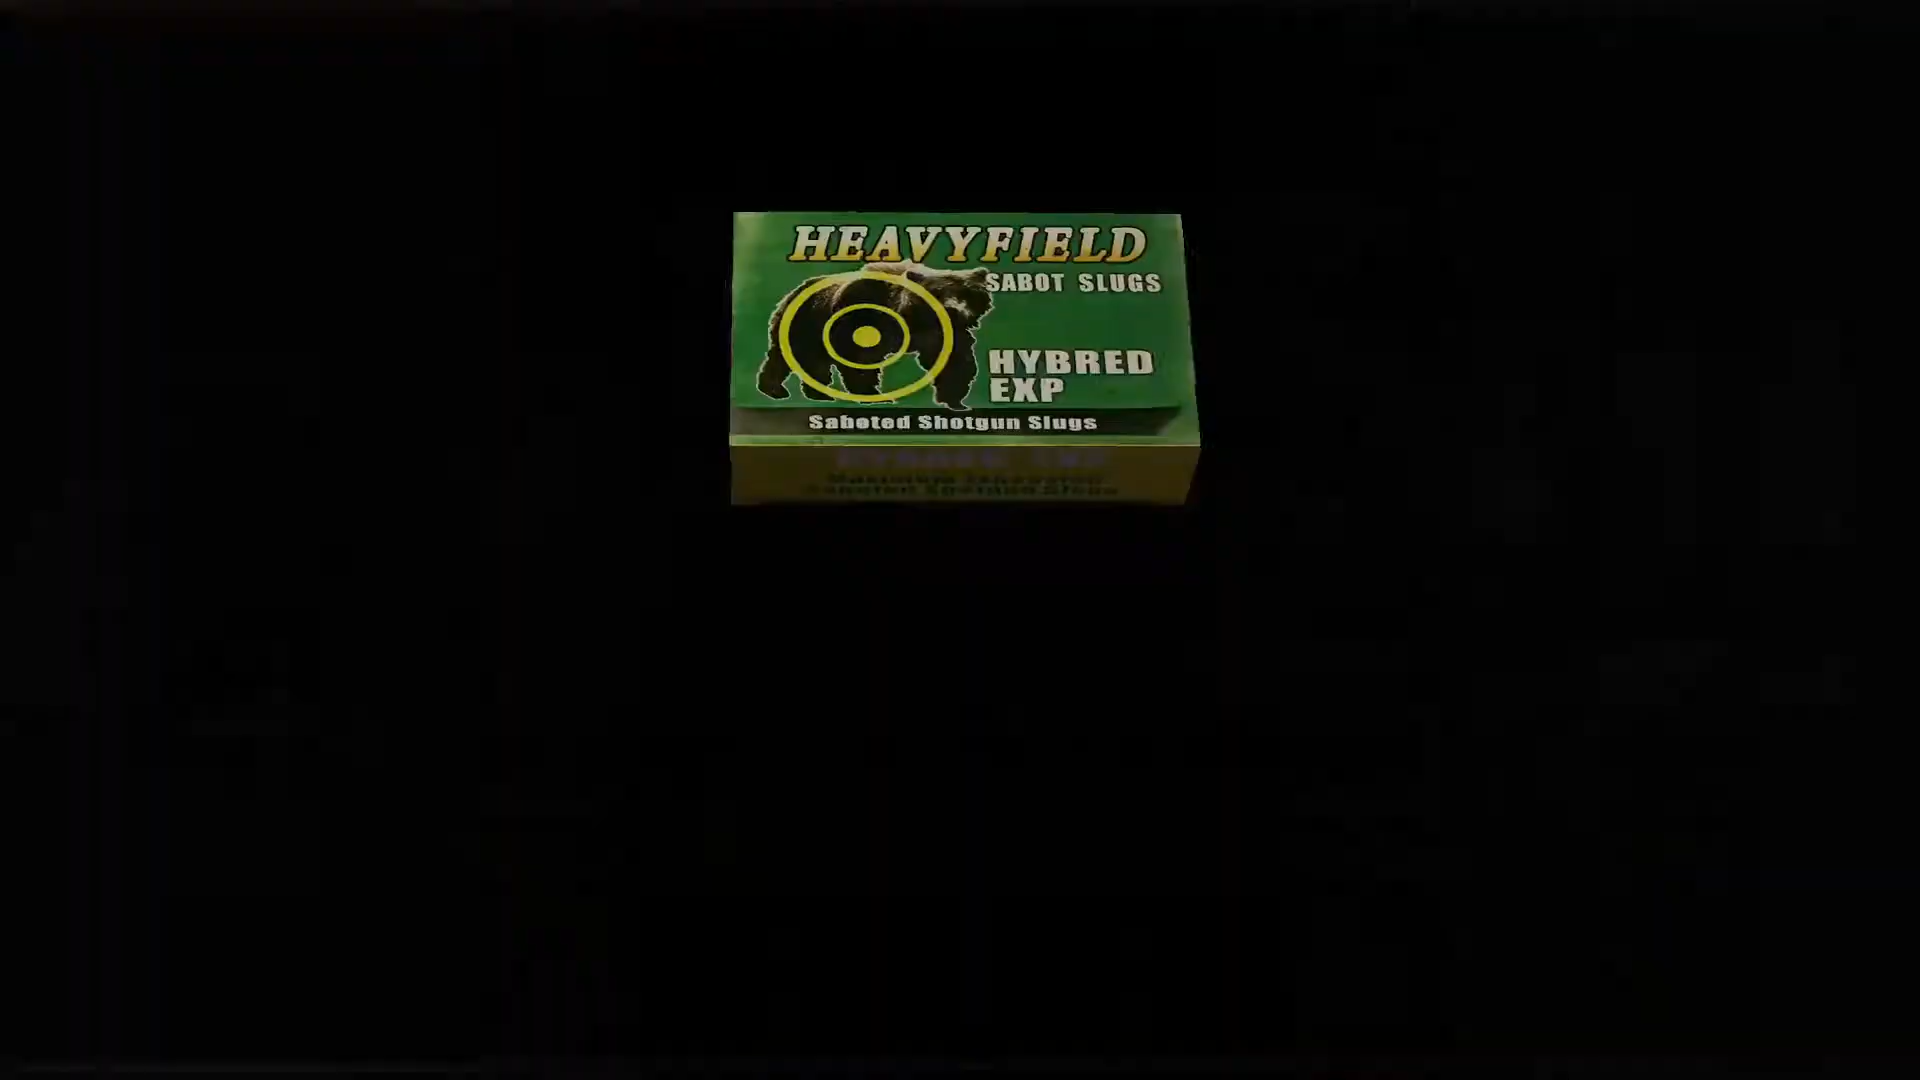 HEAVYFIELD
SABOT SLUGS
HYBRED
EXP
Saboted Shotgun Slugs